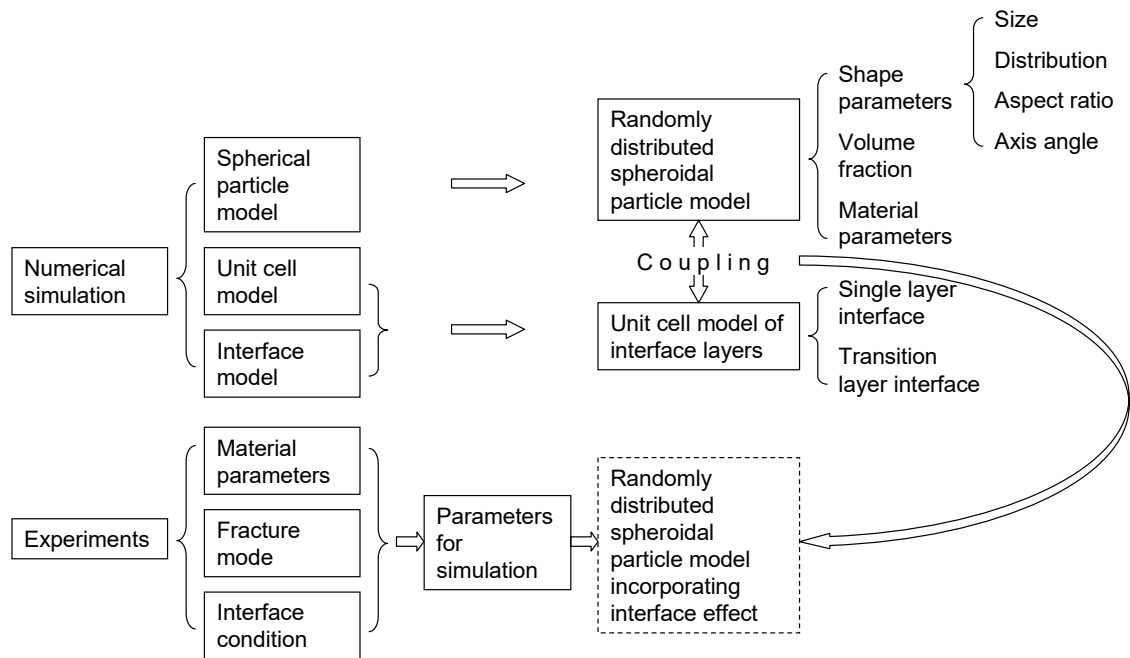 Numerical
simulation
Spherical
particle
model
Unit cell
model
Interface
model
Randomly
distributed
spheroidal
particle model
Shape
parameters
Size
Distribution
Aspect ratio
Axis angle
Volume
fraction
Material
parameters
Coupling
Unit cell model of
interface layers
Single layer
interface
Transition
layer interface
Experiments
Material
parameters
Fracture
mode
Interface
condition
Parameters
for
simulation
Randomly
distributed
spheroidal
particle model
incorporating
interface effect